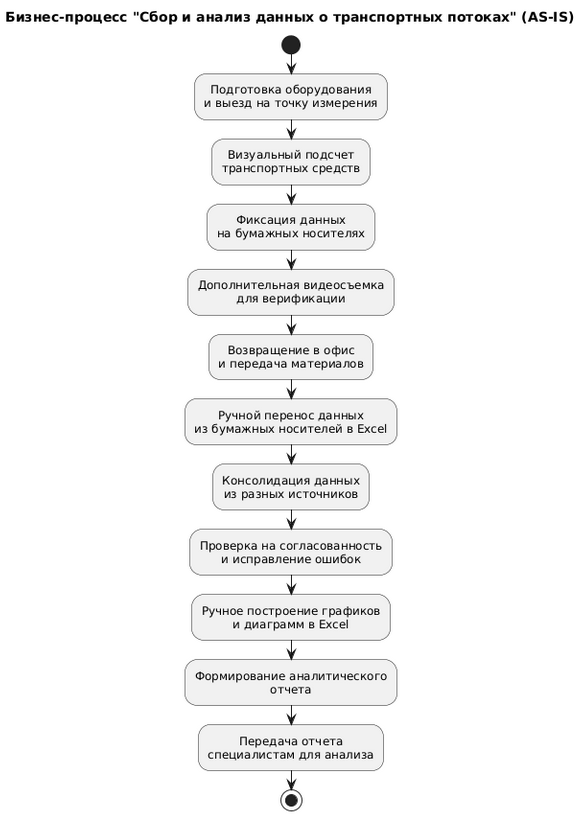 Бизнес-процесс "Сбор и анализ данных о транспортных потоках" (AS-IS)
Подготовка оборудования
и выезд на точку измерения
Визуальный подсчет
транспортных средств
Фиксация данных
на бумажных носителях
Дополнительная видеосъемка
для верификации
Возвращение в офис
и передача материалов
Ручной перенос данных
из бумажных носителей в Excel
Консолидация данных
из разных источников
Проверка на согласованность
и исправление ошибок
Ручное построение графиков
и диаграмм в Excel
Формирование аналитического
отчета
Передача отчета
специалистам для анализа